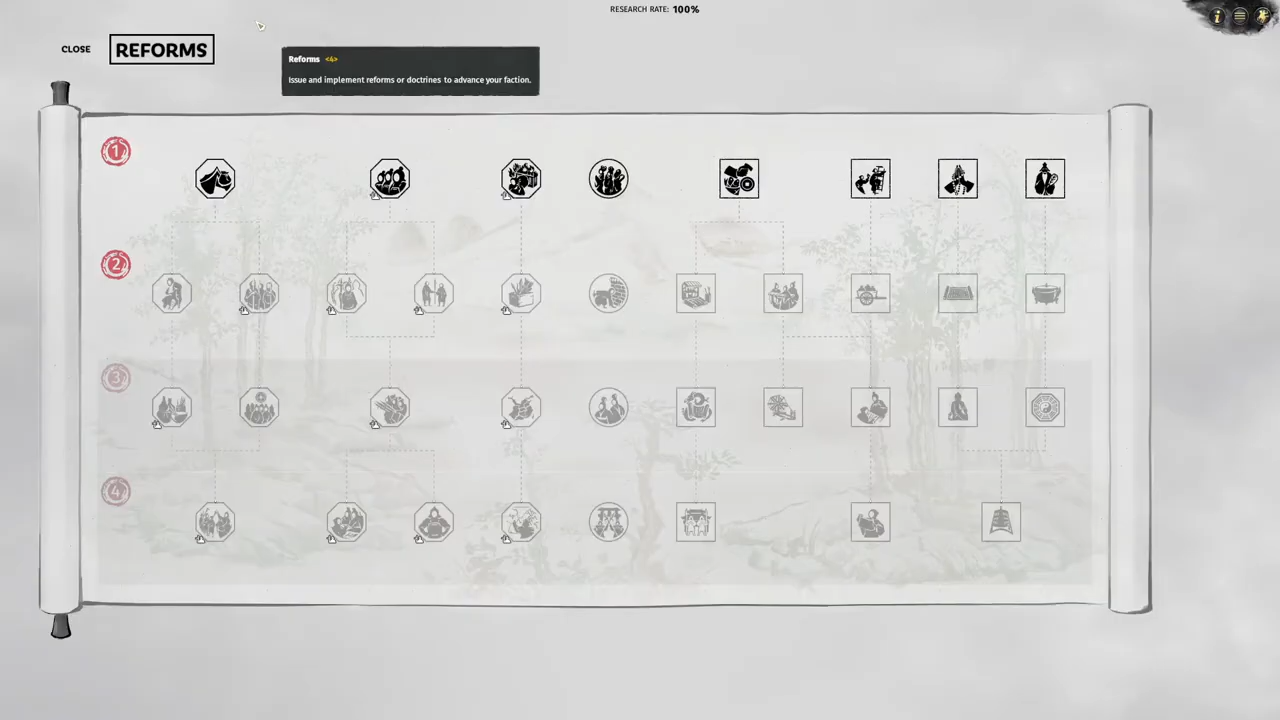 RESEARCH RATE: 100%
CLOSE
REFORMS
Reforms <4>
Issue and implement reforms or doctrines to advance your faction.
1
2
3
4